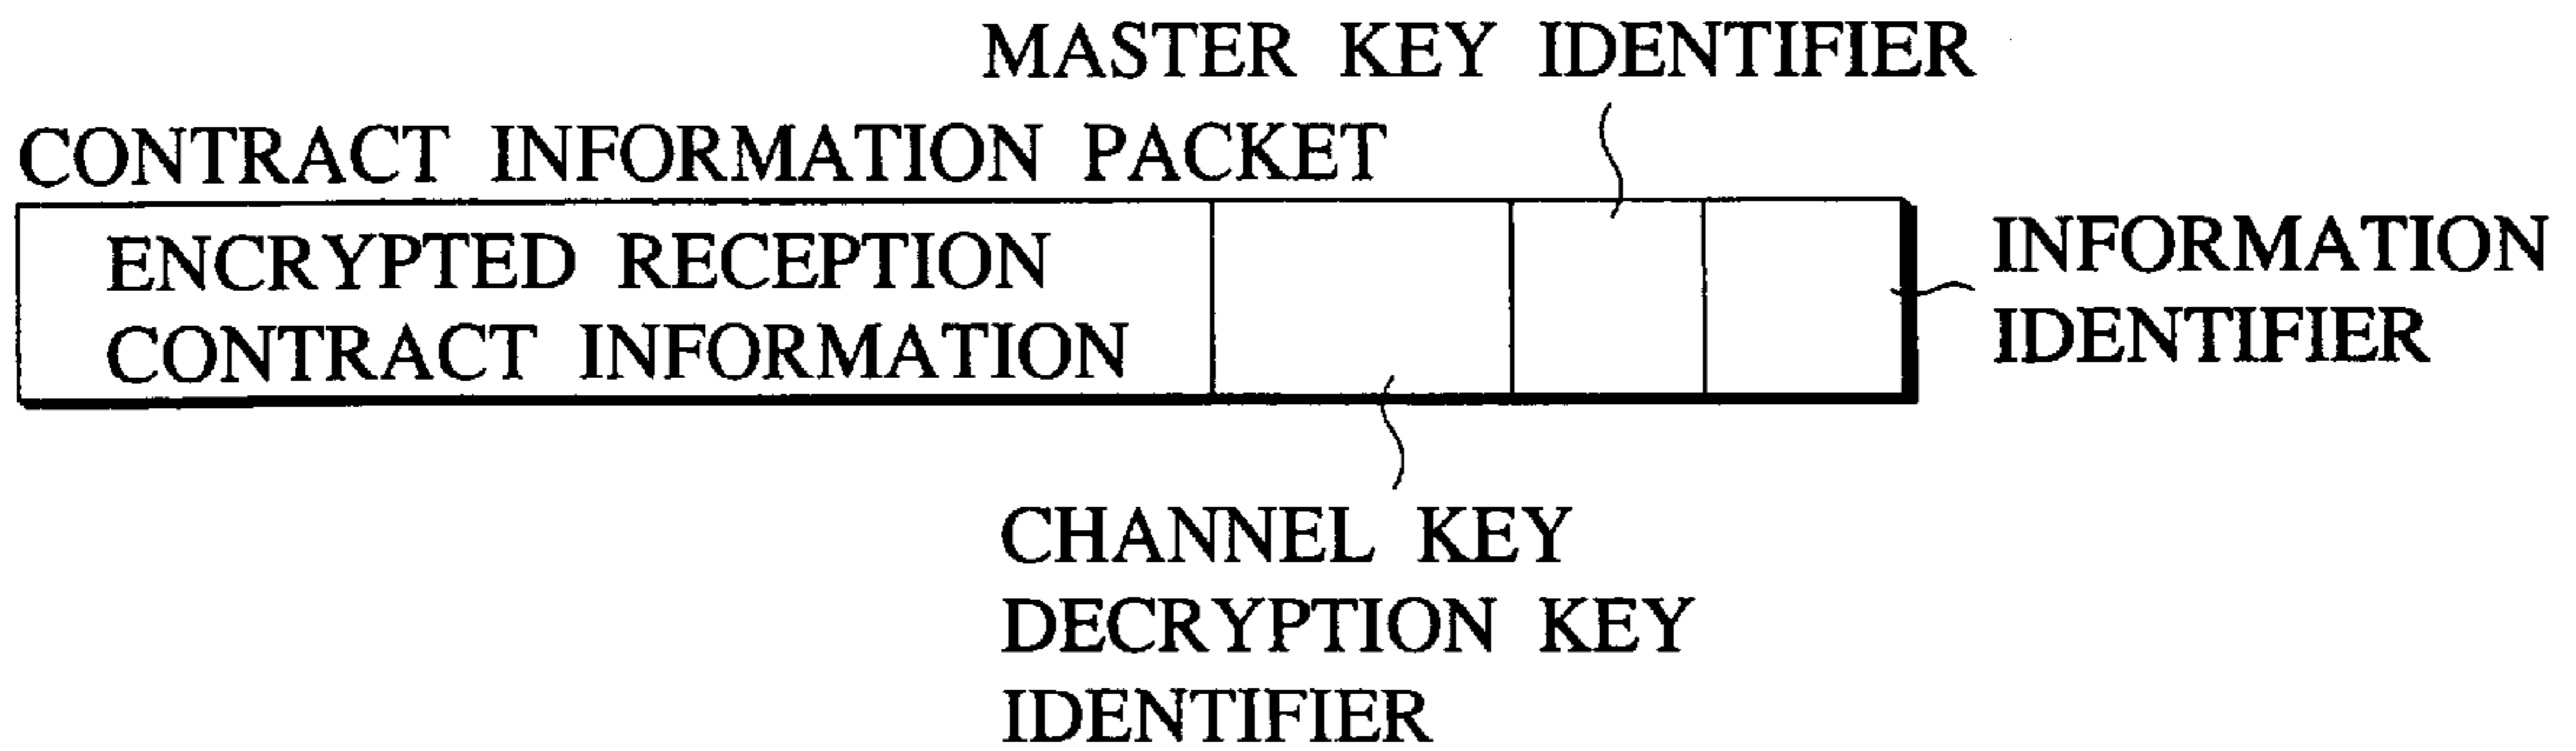 MASTER KEY IDENTIFIER
CONTRACT INFORMATION PACKET
ENCRYPTED RECEPTION
CONTRACT INFORMATION
INFORMATION
IDENTIFIER
CHANNEL KEY
DECRYPTION KEY
IDENTIFIER